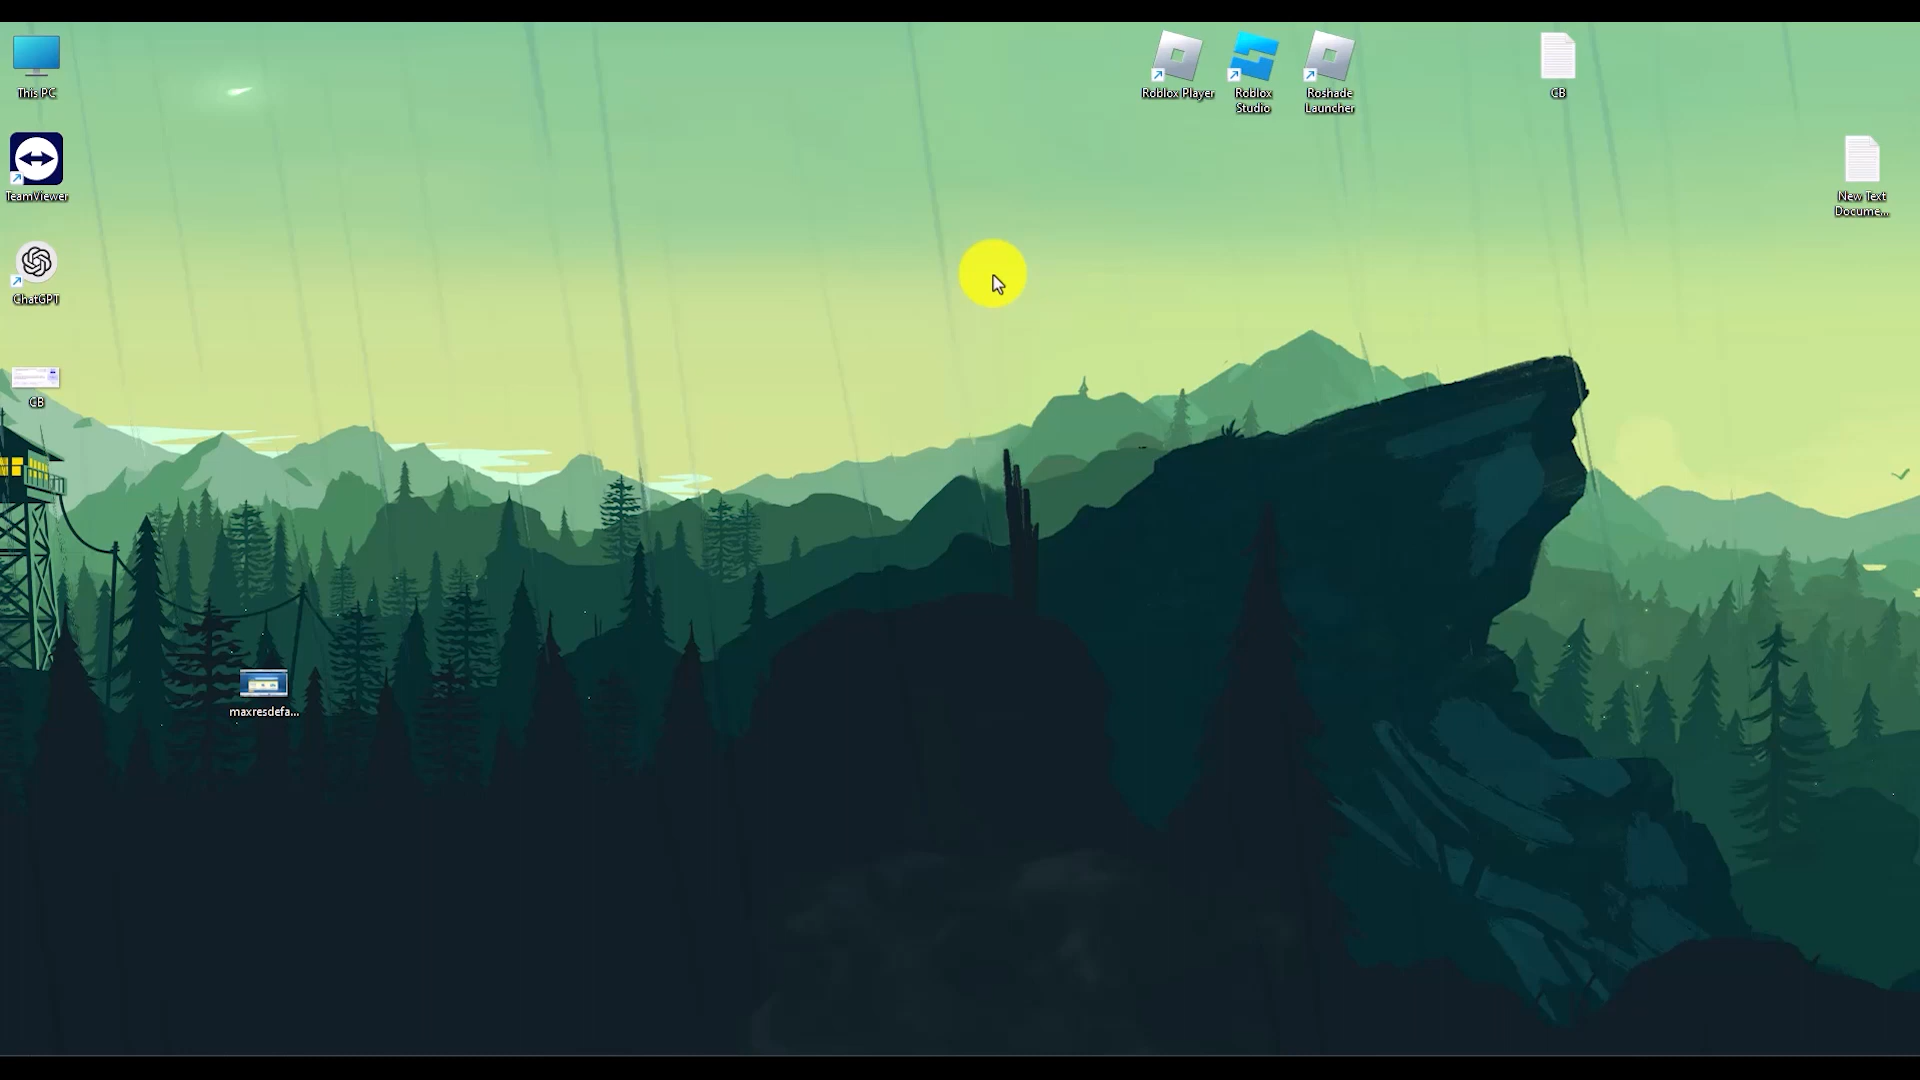 This PC
TeamViewer
ChatGPT
CB
maxresdefa...
Roblox Player
Roblox
Studio
Roshade
Launcher
CB
New Text
Docume...